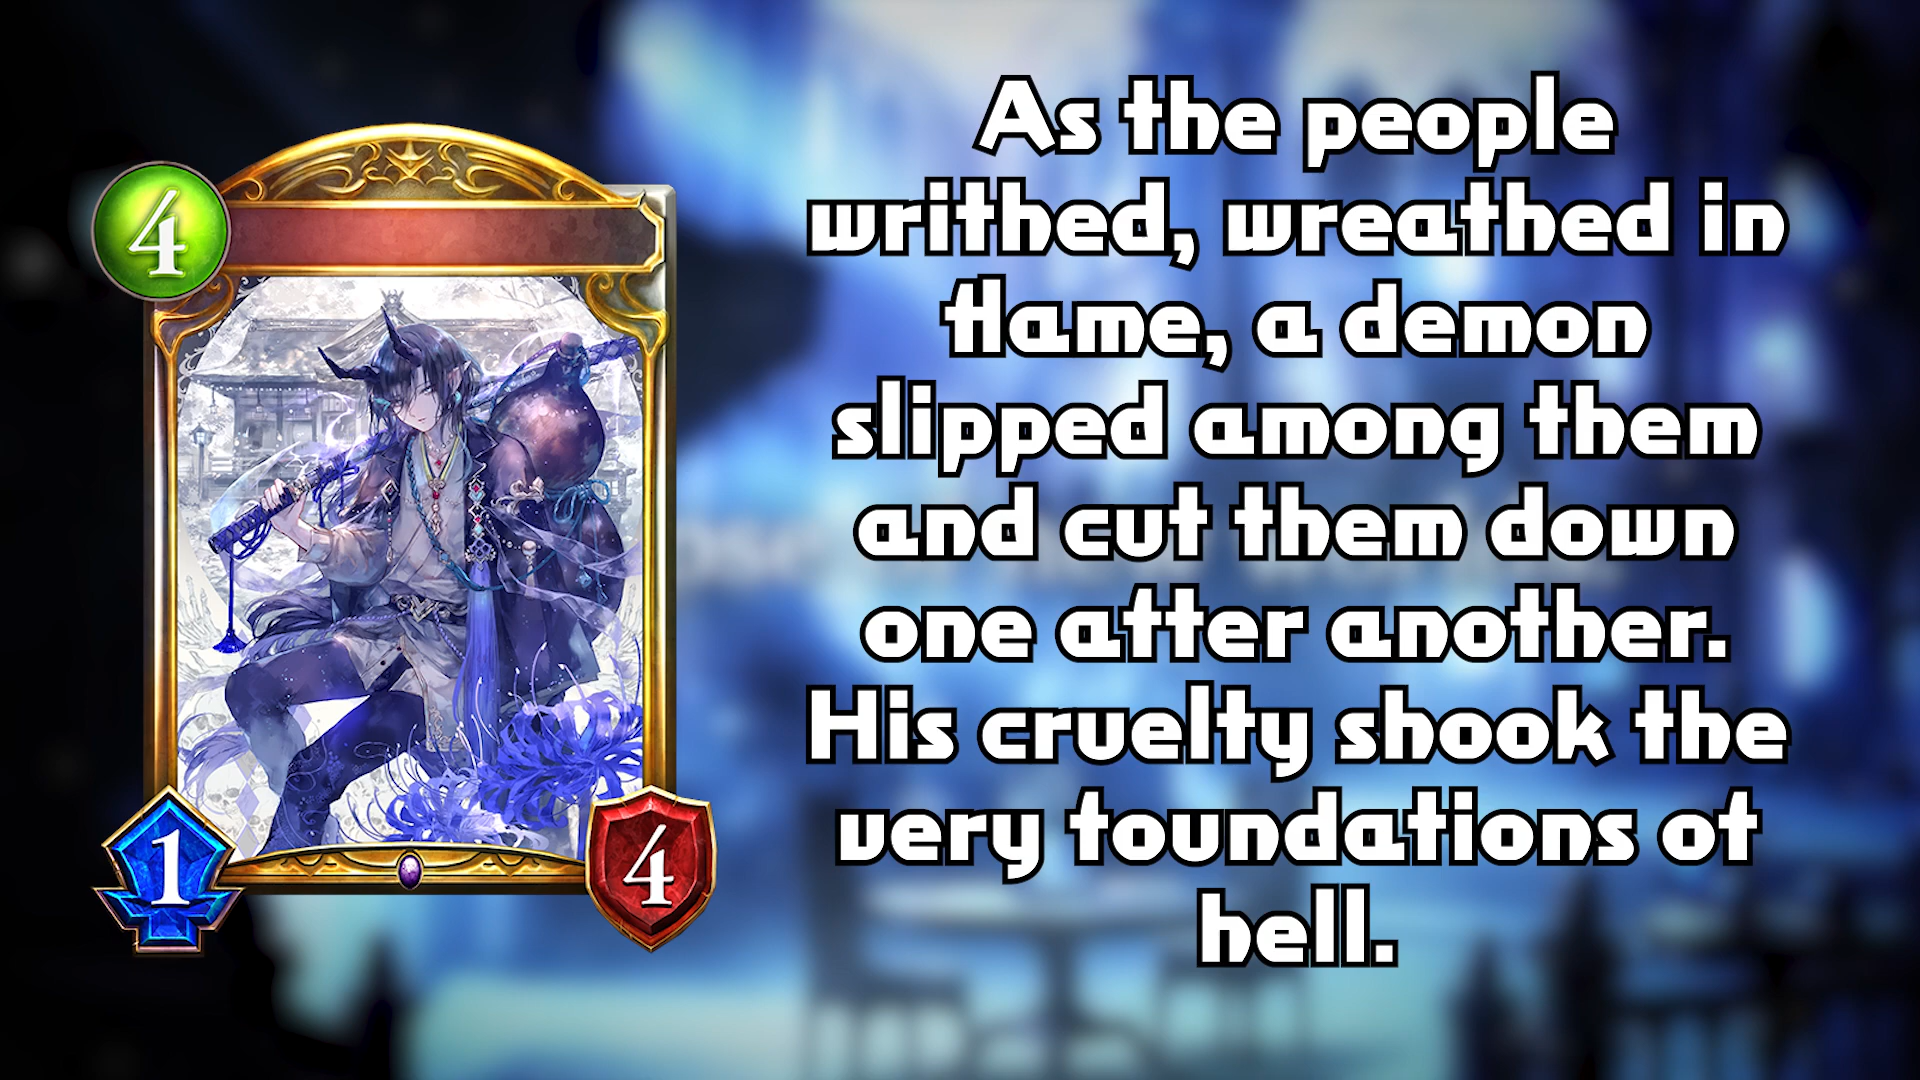 4
1
4
As the people
writhed, wreathed in
flame, a demon
slipped among them
and cut them down
one after another.
His cruelty shook the
very foundations of
hell.